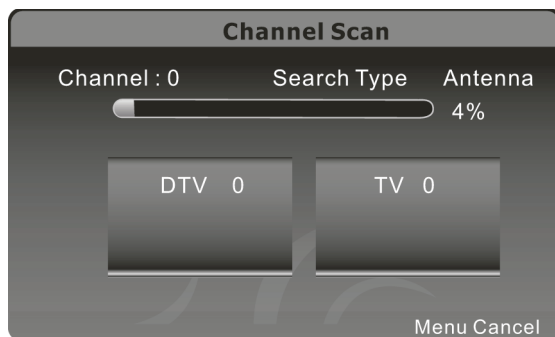 Channel Scan
Channel : 0 Search Type Antenna
4%
DTV 0 TV 0
Menu Cancel